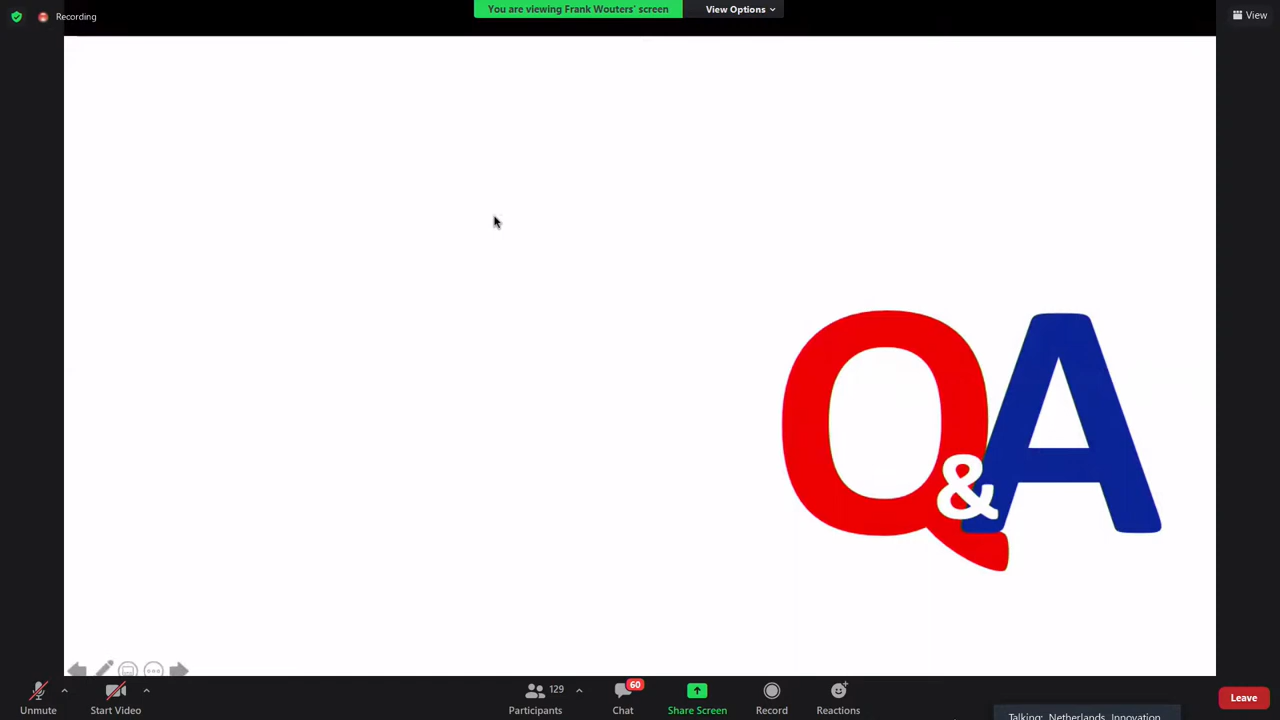 Recording
You are viewing Frank Wouters' screen
View Options
View
Q&A
Unmute
Start Video
129
Participants
60
Chat
Share Screen
Record
Reactions
Talking: Netherlands, Innovation
Leave